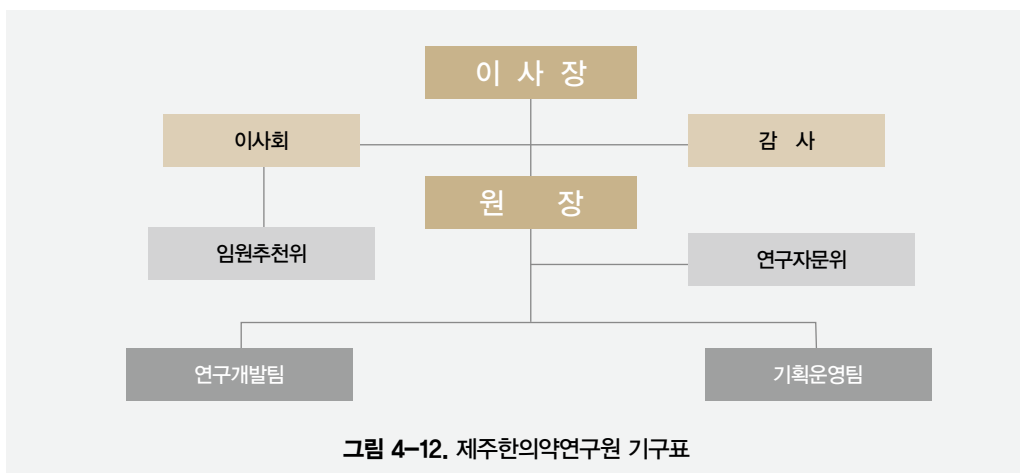 이 사 장
이사회
감 사
원 장
임원추천위
연구자문위
연구개발팀
기획운영팀
그림 4-12. 제주한의약연구원 기구표